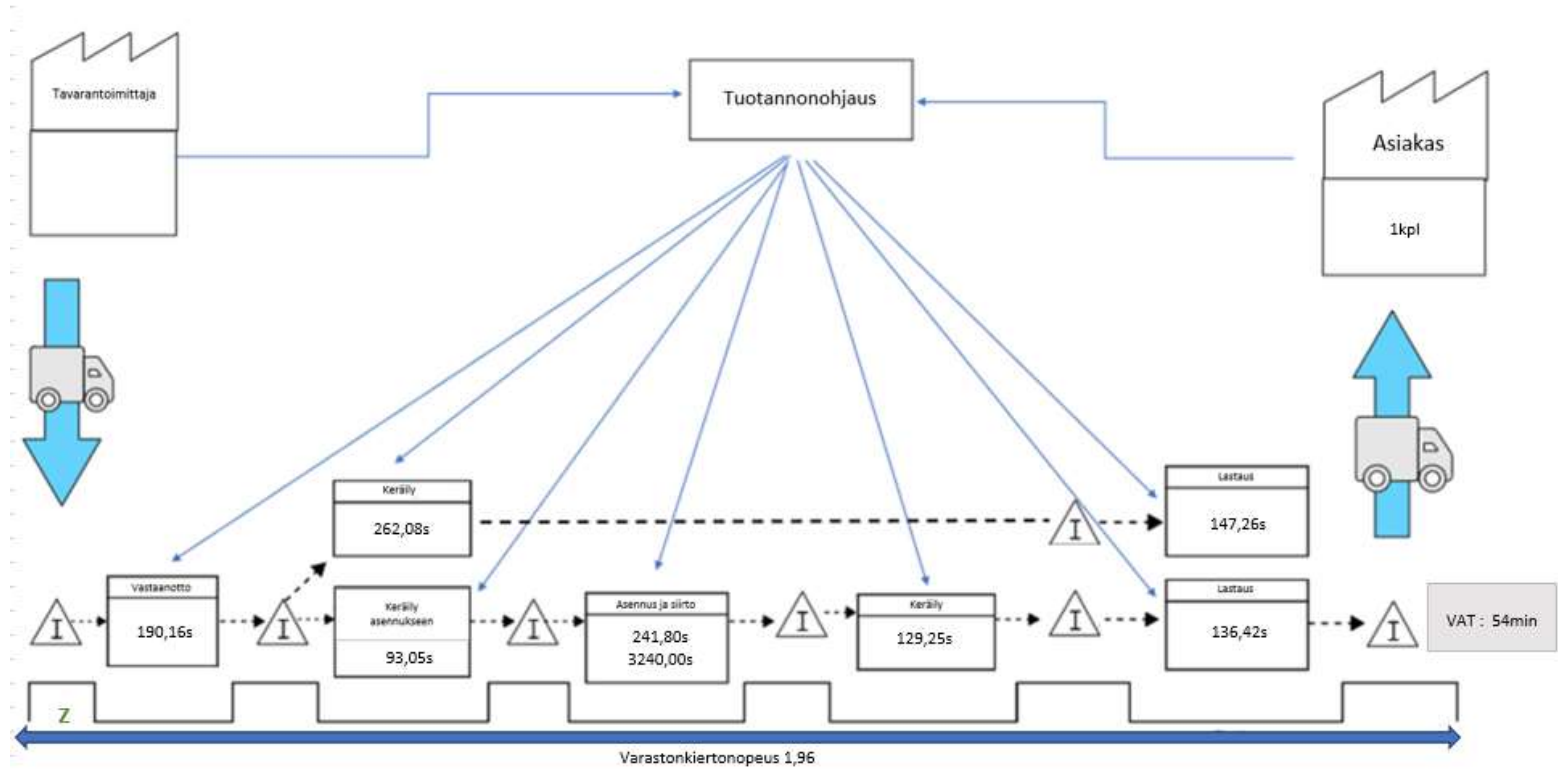 Tavarantoimittaja
Tuotannonohjaus
Asiakas
1kpl
Keräily
262,08s
I
Lastaus
147,26s
I
Vastaanotto
190,16s
I
Keräily
asennukseen
93,05s
I
Asennus ja siirto
241,80s
3240,00s
I
Keräily
129,25s
I
Lastaus
136,42s
I
VAT : 54min
Z
Varastonkiertonopeus 1,96